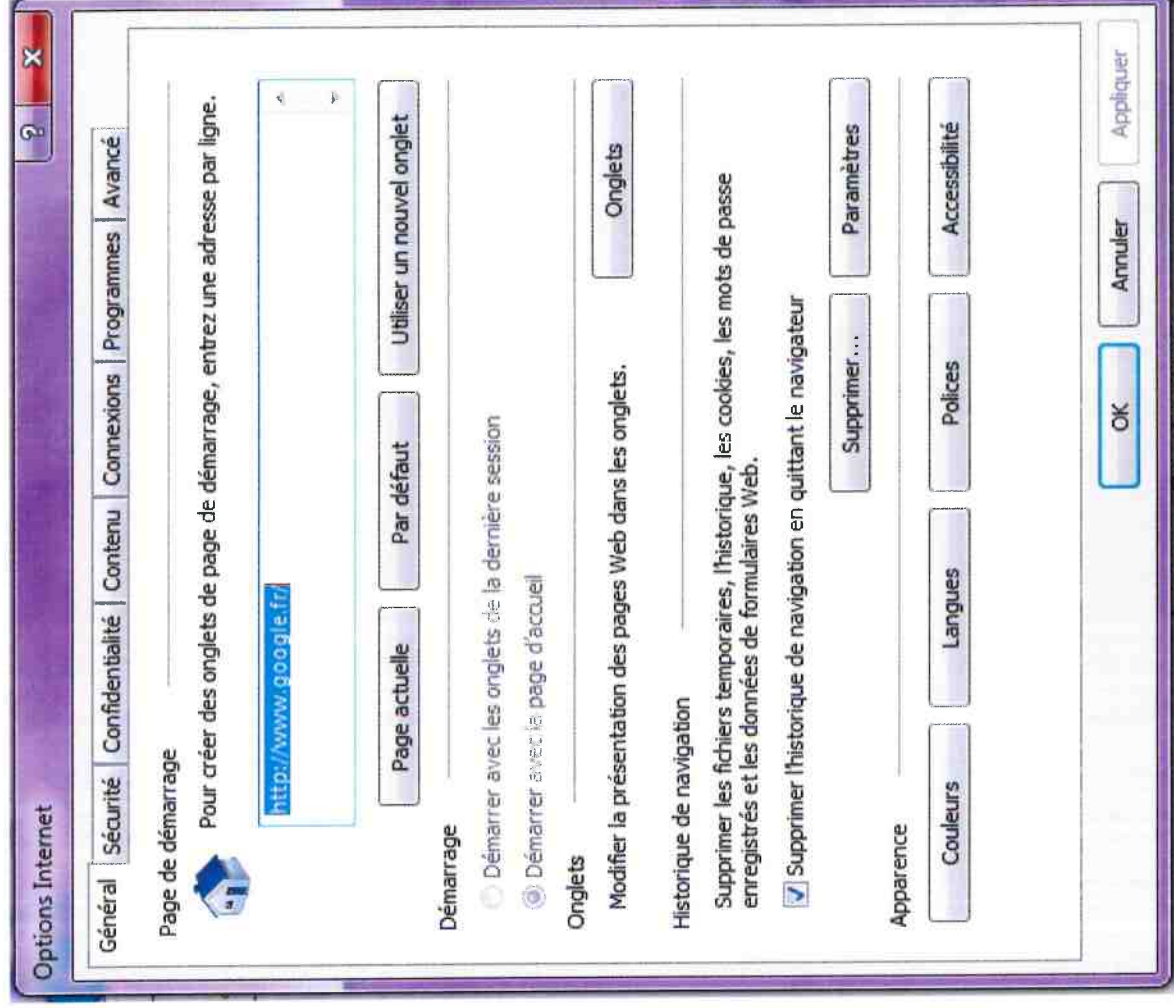 Options Internet
?
X
Général Sécurité Confidentialité Contenu Connexions Programmes Avancé
Page de démarrage
Pour créer des onglets de page de démarrage, entrez une adresse par ligne.
http://www.google.fr/
Page actuelle Par défaut Utiliser un nouvel onglet
Démarrage
Démarrer avec les onglets de la dernière session
Démarrer avec la page d'accueil
Onglets
Modifier la présentation des pages Web dans les onglets. Onglets
Historique de navigation
Supprimer les fichiers temporaires, l'historique, les cookies, les mots de passe
enregistrés et les données de formulaires Web.
Supprimer l'historique de navigation en quittant le navigateur
Supprimer... Paramètres
Apparence
Couleurs Langues Polices Accessibilité
OK Annuler Appliquer